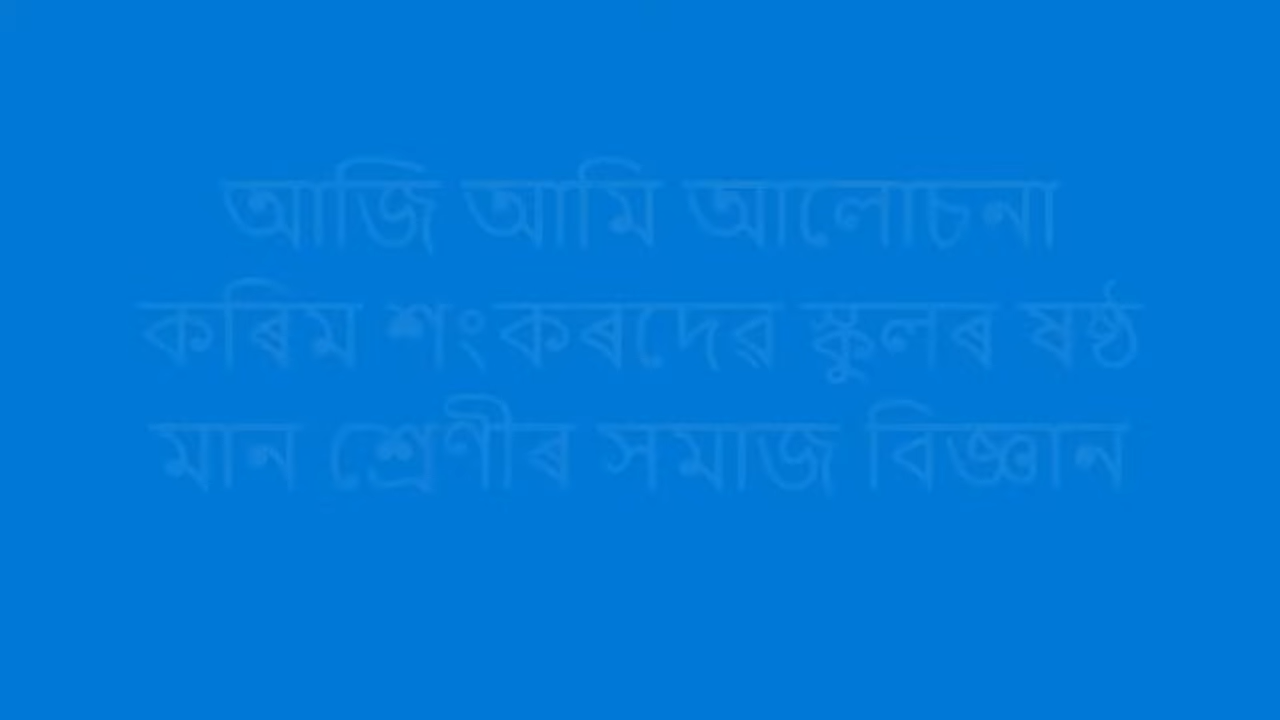 আজি আমি আলোচনা
কৰিম শংকৰদেৱ স্কুলৰ ষষ্ঠ
মান শ্ৰেণীৰ সমাজ বিজ্ঞান